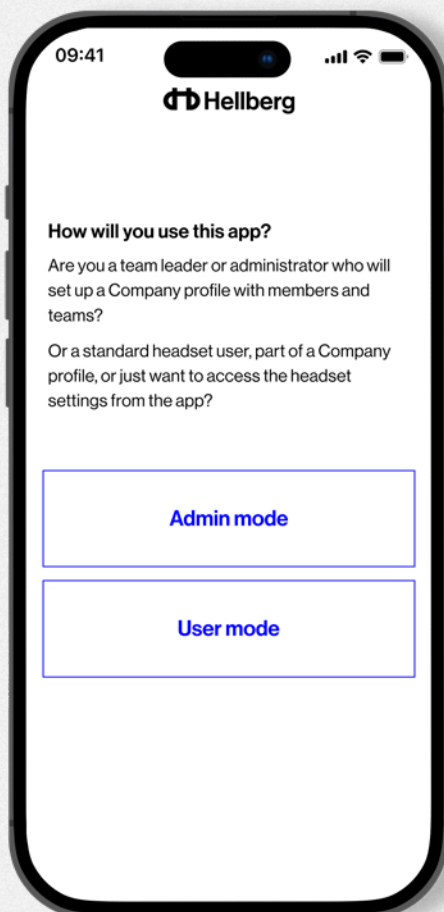 09:41
Hellberg
How will you use this app?
Are you a team leader or administrator who will
set up a Company profile with members and
teams?
Or a standard headset user, part of a Company
profile, or just want to access the headset
settings from the app?
Admin mode
User mode